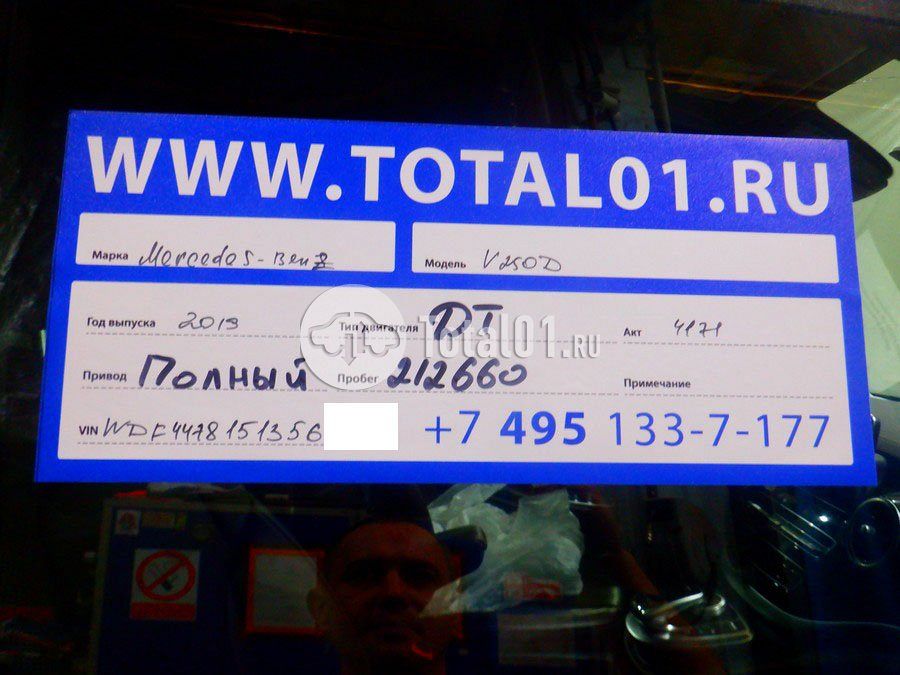 WWW.TOTAL01.RU
Марка Mercedes-Benz Модель V250D
Год выпуска 2019 Тип двигателя DT Акт 4171
Total01.RU
Привод Полный Пробег 212660 Примечание
VIN WDF4478151356 +7 495 133-7-177